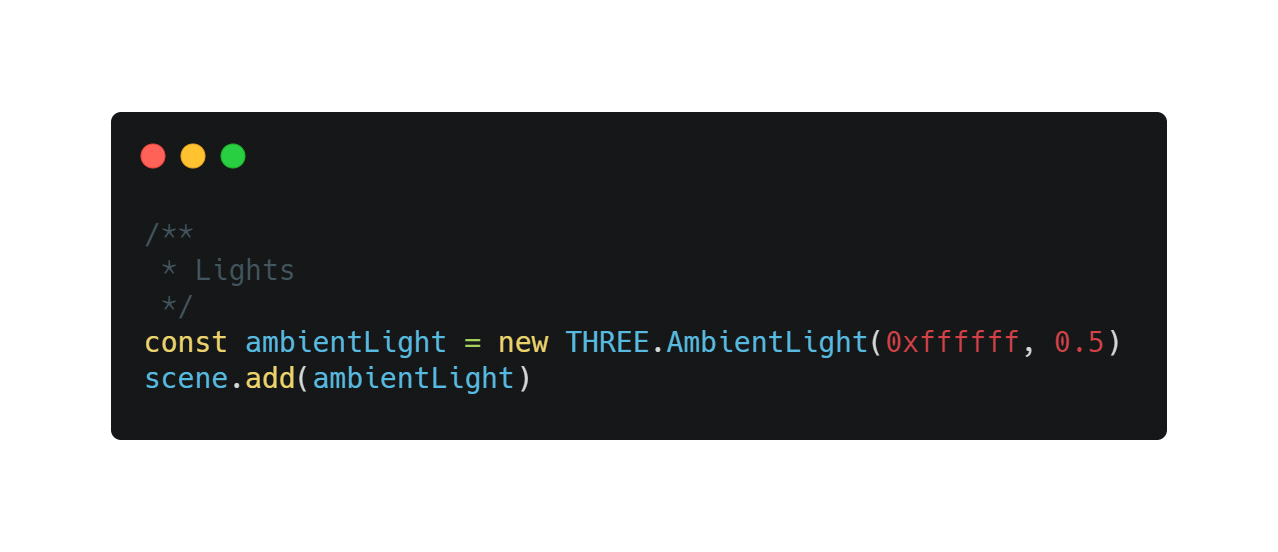 /**
 * Lights
 */
const ambientLight = new THREE.AmbientLight(0xffffff, 0.5)
scene.add(ambientLight)